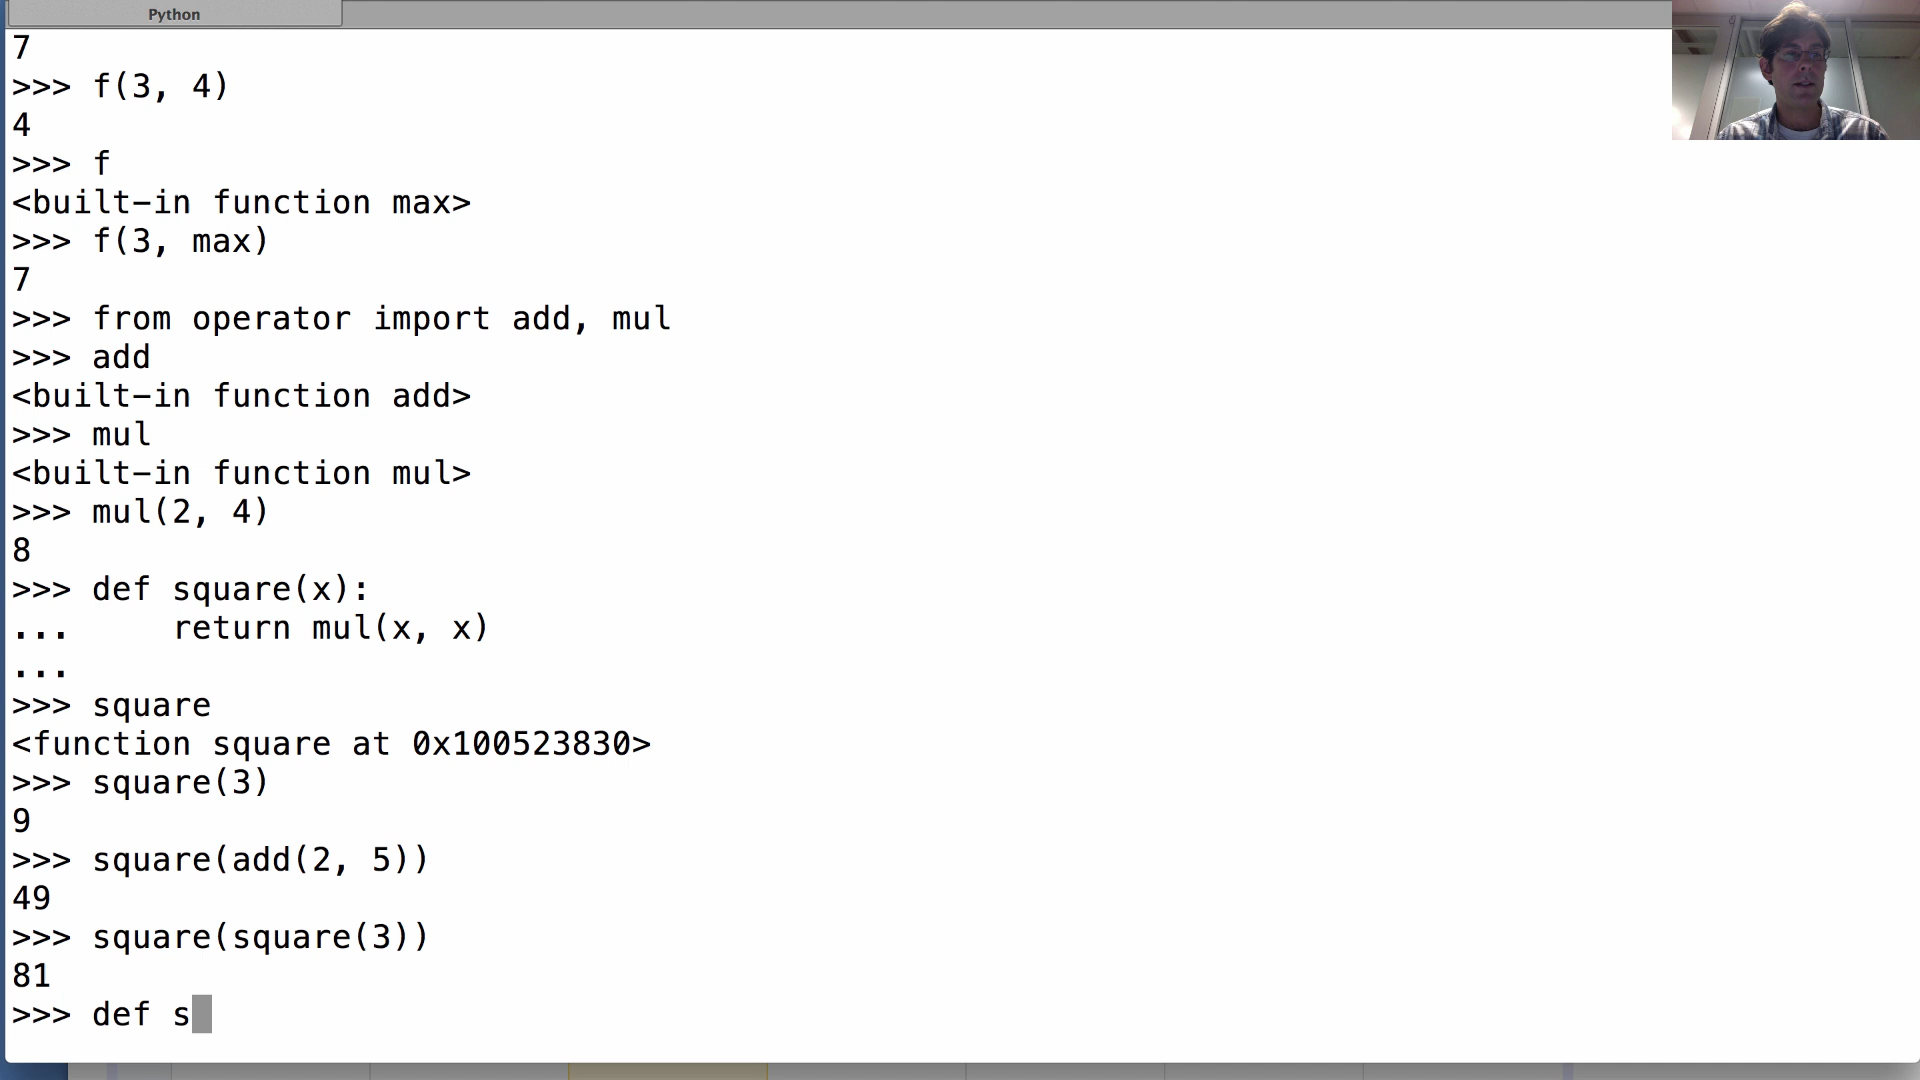 Python
7
>>> f(3, 4)
4
>>> f
<built-in function max>
>>> f(3, max)
7
>>> from operator import add, mul
>>> add
<built-in function add>
>>> mul
<built-in function mul>
>>> mul(2, 4)
8
>>> def square(x):
...     return mul(x, x)
...
>>> square
<function square at 0x100523830>
>>> square(3)
9
>>> square(add(2, 5))
49
>>> square(square(3))
81
>>> def s